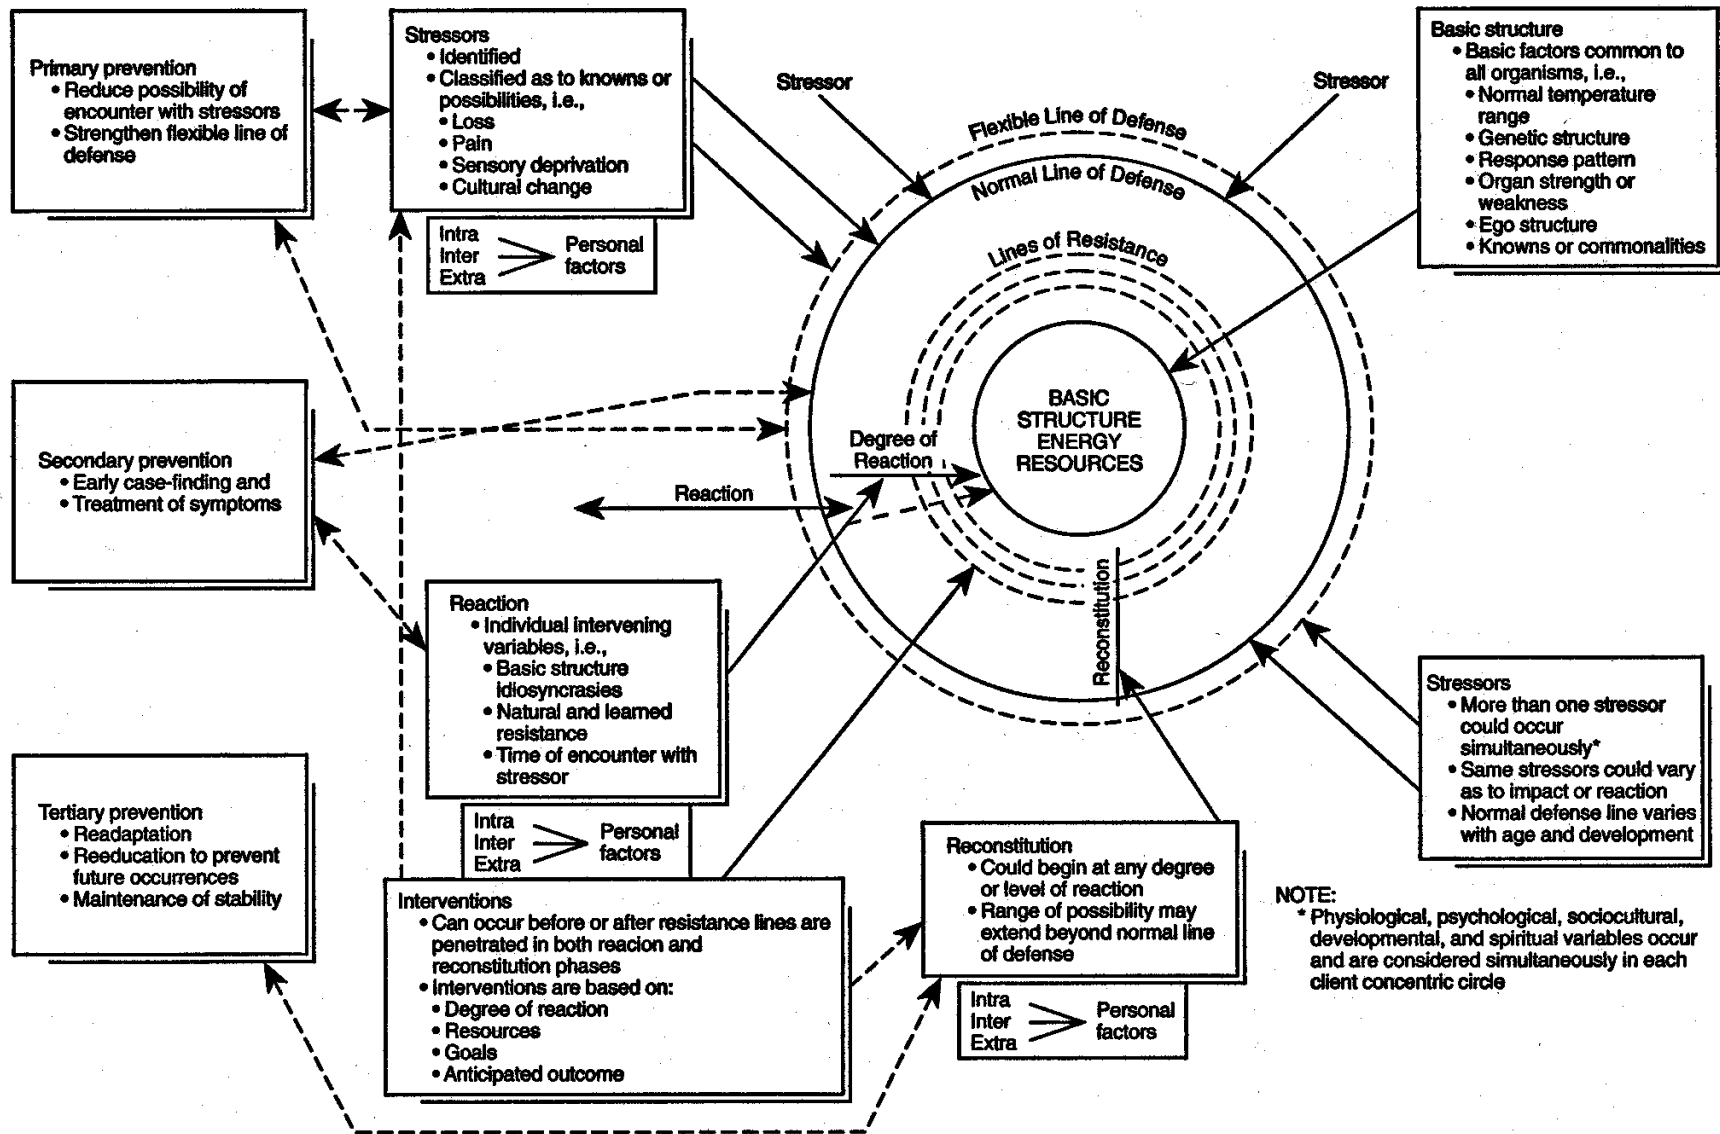 Primary prevention
• Reduce possibility of
encounter with stressors
• Strengthen flexible line of
defense
Stressors
• Identified
• Classified as to knowns or
possibilities, i.e.,
• Loss
• Pain
• Sensory deprivation
• Cultural change
Intra
Inter
Extra
Personal
factors
Stressor
Stressor
Flexible Line of Defense
Normal Line of Defense
Lines of Resistance
BASIC
STRUCTURE
ENERGY
RESOURCES
Degree of
Reaction
Reaction
Reconstitution
Basic structure
• Basic factors common to
all organisms, i.e.,
• Normal temperature
range
• Genetic structure
• Response pattern
• Organ strength or
weakness
• Ego structure
• Knowns or commonalities
Secondary prevention
• Early case-finding and
• Treatment of symptoms
Reaction
• Individual intervening
variables, i.e.,
• Basic structure
idiosyncrasies
• Natural and learned
resistance
• Time of encounter with
stressor
Intra
Inter
Extra
Personal
factors
Stressors
• More than one stressor
could occur
simultaneously*
• Same stressors could vary
as to impact or reaction
• Normal defense line varies
with age and development
Tertiary prevention
• Readaptation
• Reeducation to prevent
future occurrences
• Maintenance of stability
Interventions
• Can occur before or after resistance lines are
penetrated in both reacion and
reconstitution phases
• Interventions are based on:
• Degree of reaction
• Resources
• Goals
• Anticipated outcome
Reconstitution
• Could begin at any degree
or level of reaction
• Range of possibility may
extend beyond normal line
of defense
Intra
Inter
Extra
Personal
factors
NOTE:
* Physiological, psychological, sociocultural,
developmental, and spiritual variables occur
and are considered simultaneously in each
client concentric circle